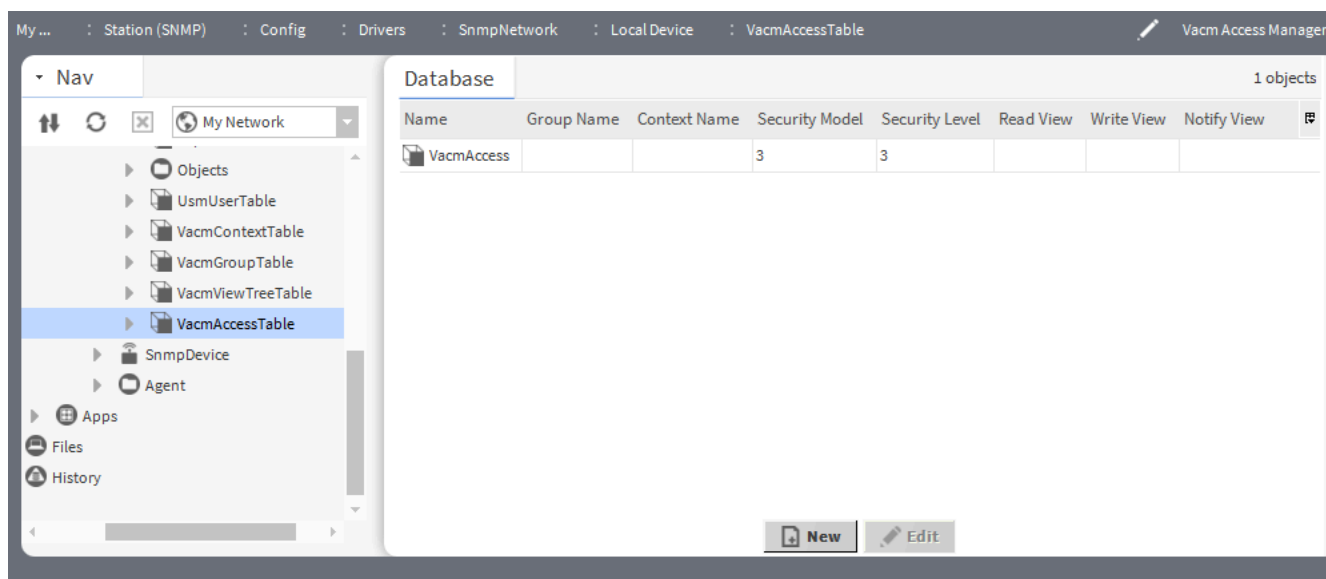 My ... : Station (SNMP) : Config : Drivers : SnmpNetwork : Local Device : VacmAccessTable Vacm Access Manager
Nav
My Network
Objects
UsmUserTable
VacmContextTable
VacmGroupTable
VacmViewTreeTable
VacmAccessTable
SnmpDevice
Agent
Apps
Files
History
Database 1 objects
Name Group Name Context Name Security Model Security Level Read View Write View Notify View
VacmAccess 3 3
New Edit